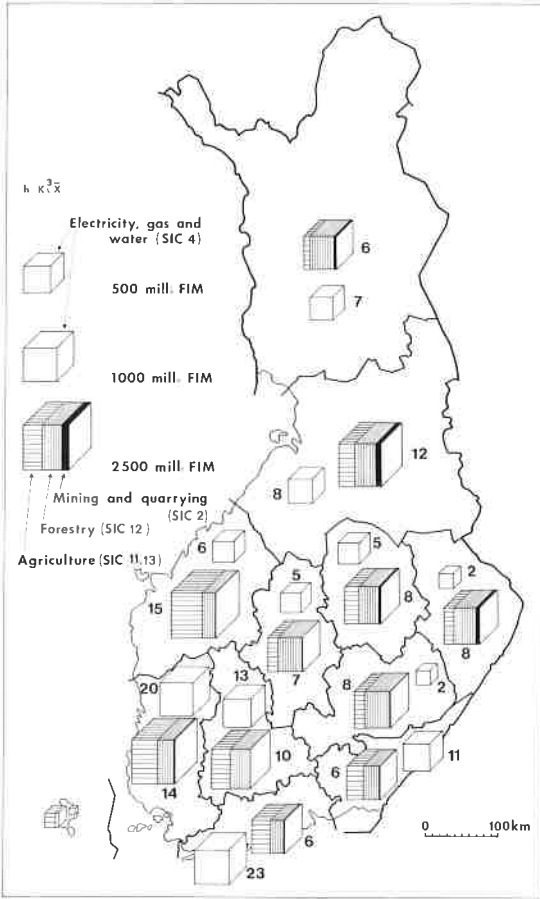 Electricity, gas and
water (SIC 4)
500 mill. FIM
1000 mill. FIM
2500 mill. FIM
Mining and quarrying
(SIC 2)
Forestry (SIC 12)
Agriculture (SIC 11,13)
6
7
12
8
6
5
2
5
15
8
8
7
20
13
8
2
14
10
11
6
6
23
0
100km